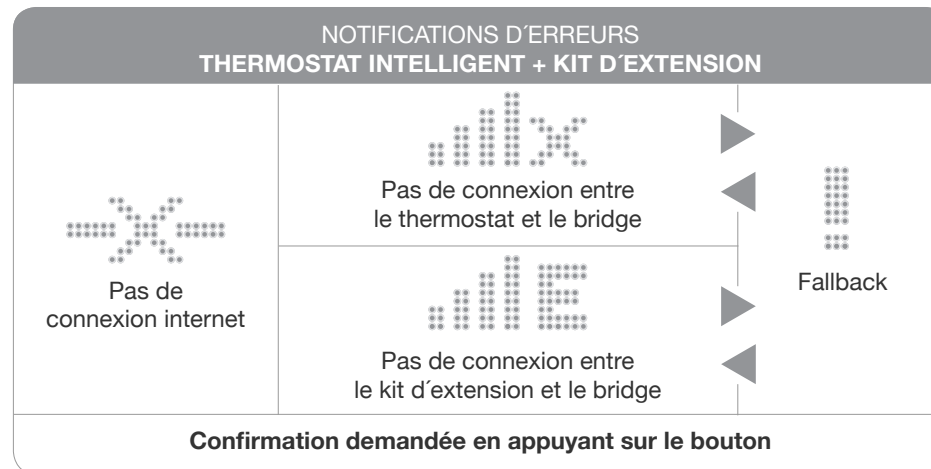 NOTIFICATIONS D´ERREURS
THERMOSTAT INTELLIGENT + KIT D´EXTENSION
Pas de
connexion internet
Pas de connexion entre
le thermostat et le bridge
E
Pas de connexion entre
le kit d´extension et le bridge
Fallback
Confirmation demandée en appuyant sur le bouton